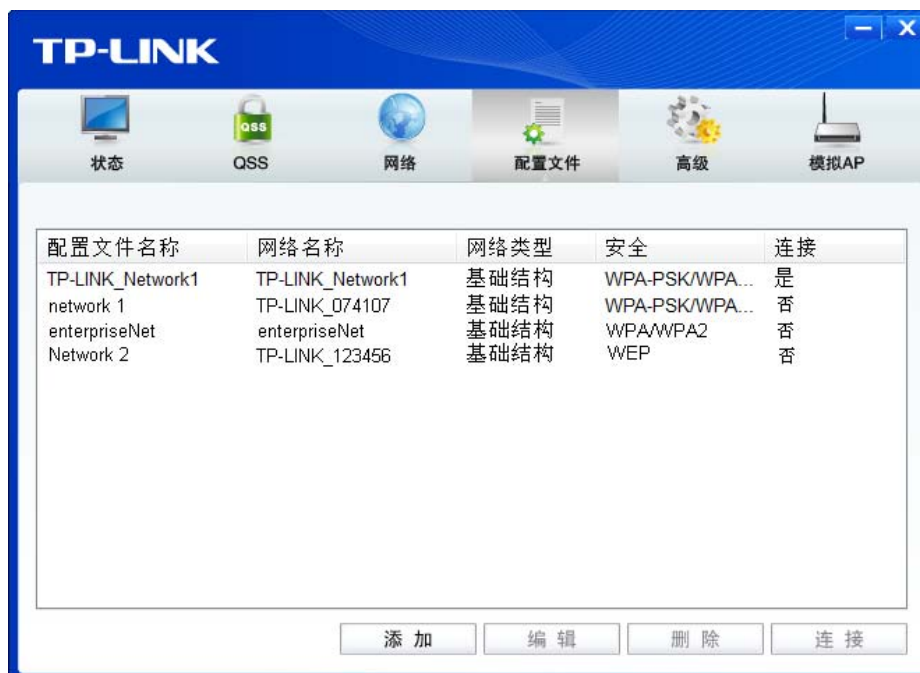 TP-LINK
QSS
状态 QSS 网络 配置文件 高级 模拟AP
配置文件名称 网络名称 网络类型 安全 连接
TP-LINK_Network1 TP-LINK_Network1 基础结构 WPA-PSK/WPA... 是
network 1 TP-LINK_074107 基础结构 WPA-PSK/WPA... 否
enterpriseNet enterpriseNet 基础结构 WPA/WPA2 否
Network 2 TP-LINK_123456 基础结构 WEP 否
添加 编辑 删除 连接